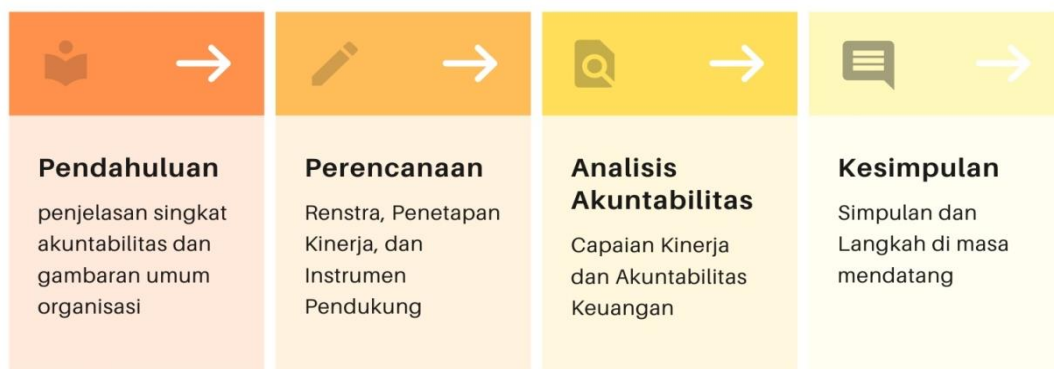 Pendahuluan
penjelasan singkat
akuntabilitas dan
gambaran umum
organisasi
Perencanaan
Renstra, Penetapan
Kinerja, dan
Instrumen
Pendukung
Analisis
Akuntabilitas
Capaian Kinerja
dan Akuntabilitas
Keuangan
Kesimpulan
Simpulan dan
Langkah di masa
mendatang